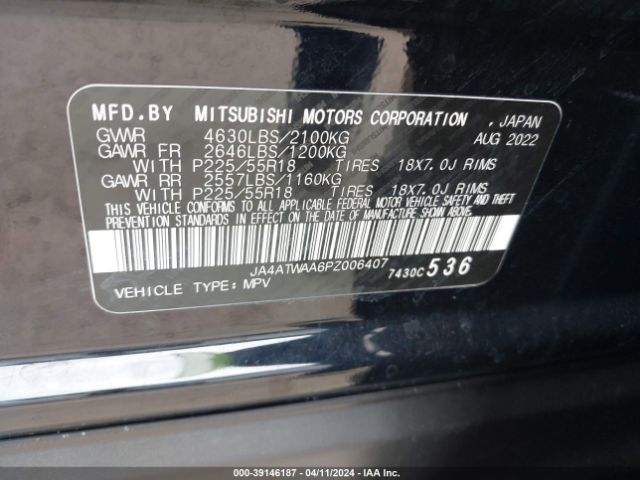 MFD.BY MITSUBISHI MOTORS CORPORATION , JAPAN
GVWR 4630LBS/2100KG AUG 2022
GAWR FR 2646LBS/1200KG
WITH P225/55R18 TIRES 18X7.0J RIMS
GAWR RR 2557LBS/1160KG
WITH P225/55R18 TIRES 18X7.0J RIMS
THIS VEHICLE CONFORMS TO ALL APPLICABLE FEDERAL MOTOR VEHICLE SAFETY AND
THEFT PREVENTION STANDARDS IN EFFECT ON THE DATE OF MANUFACTURE SHOWN ABOVE.
JA4ATWAA6PZ006407 7430C 536
VEHICLE TYPE:MPV
000-39146187 - 04/11/2024 - IAAI.COM